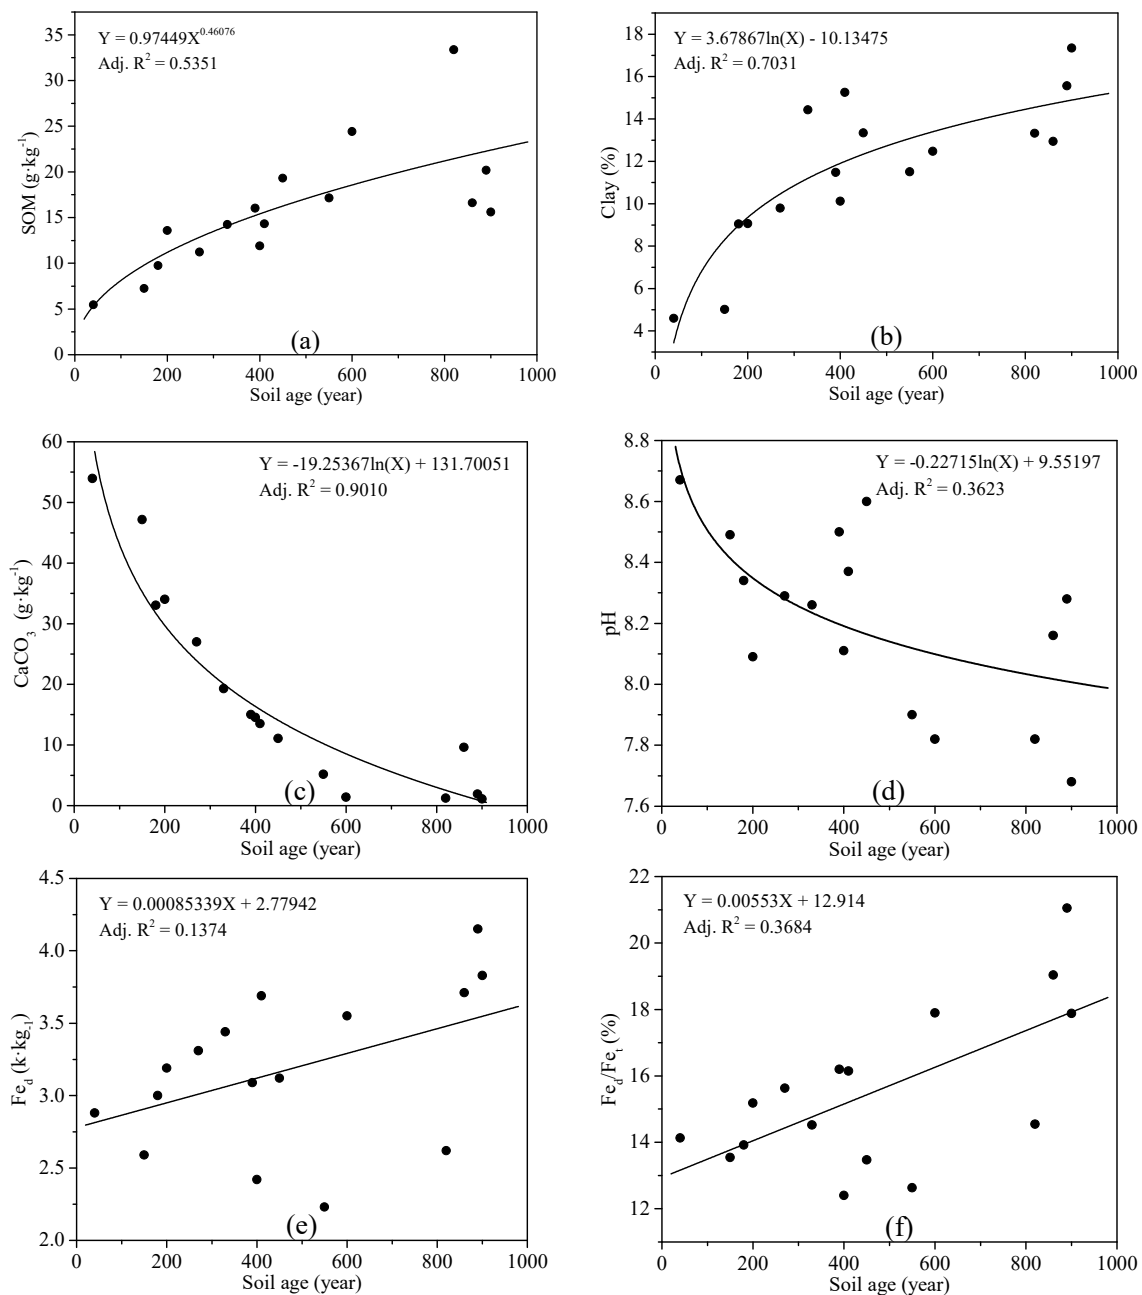 Y = 0.97449X^0.46076
Adj. R² = 0.5351
SOM (g·kg⁻¹)
35
30
25
20
15
10
5
0
(a)
0 200 400 600 800 1000
Soil age (year)
Y = 3.67867ln(X) - 10.13475
Adj. R² = 0.7031
Clay (%)
18
16
14
12
10
8
6
4
(b)
0 200 400 600 800 1000
Soil age (year)
Y = -19.25367ln(X) + 131.70051
Adj. R² = 0.9010
CaCO₃ (g·kg⁻¹)
60
50
40
30
20
10
0
(c)
0 200 400 600 800 1000
Soil age (year)
Y = -0.22715ln(X) + 9.55197
Adj. R² = 0.3623
pH
8.8
8.6
8.4
8.2
8.0
7.8
7.6
(d)
0 200 400 600 800 1000
Soil age (year)
Y = 0.00085339X + 2.77942
Adj. R² = 0.1374
Fe_d (k·kg₋₁)
4.5
4.0
3.5
3.0
2.5
2.0
(e)
0 200 400 600 800 1000
Soil age (year)
Y = 0.00553X + 12.914
Adj. R² = 0.3684
Fe_d/Fe_t (%)
22
20
18
16
14
12
(f)
0 200 400 600 800 1000
Soil age (year)